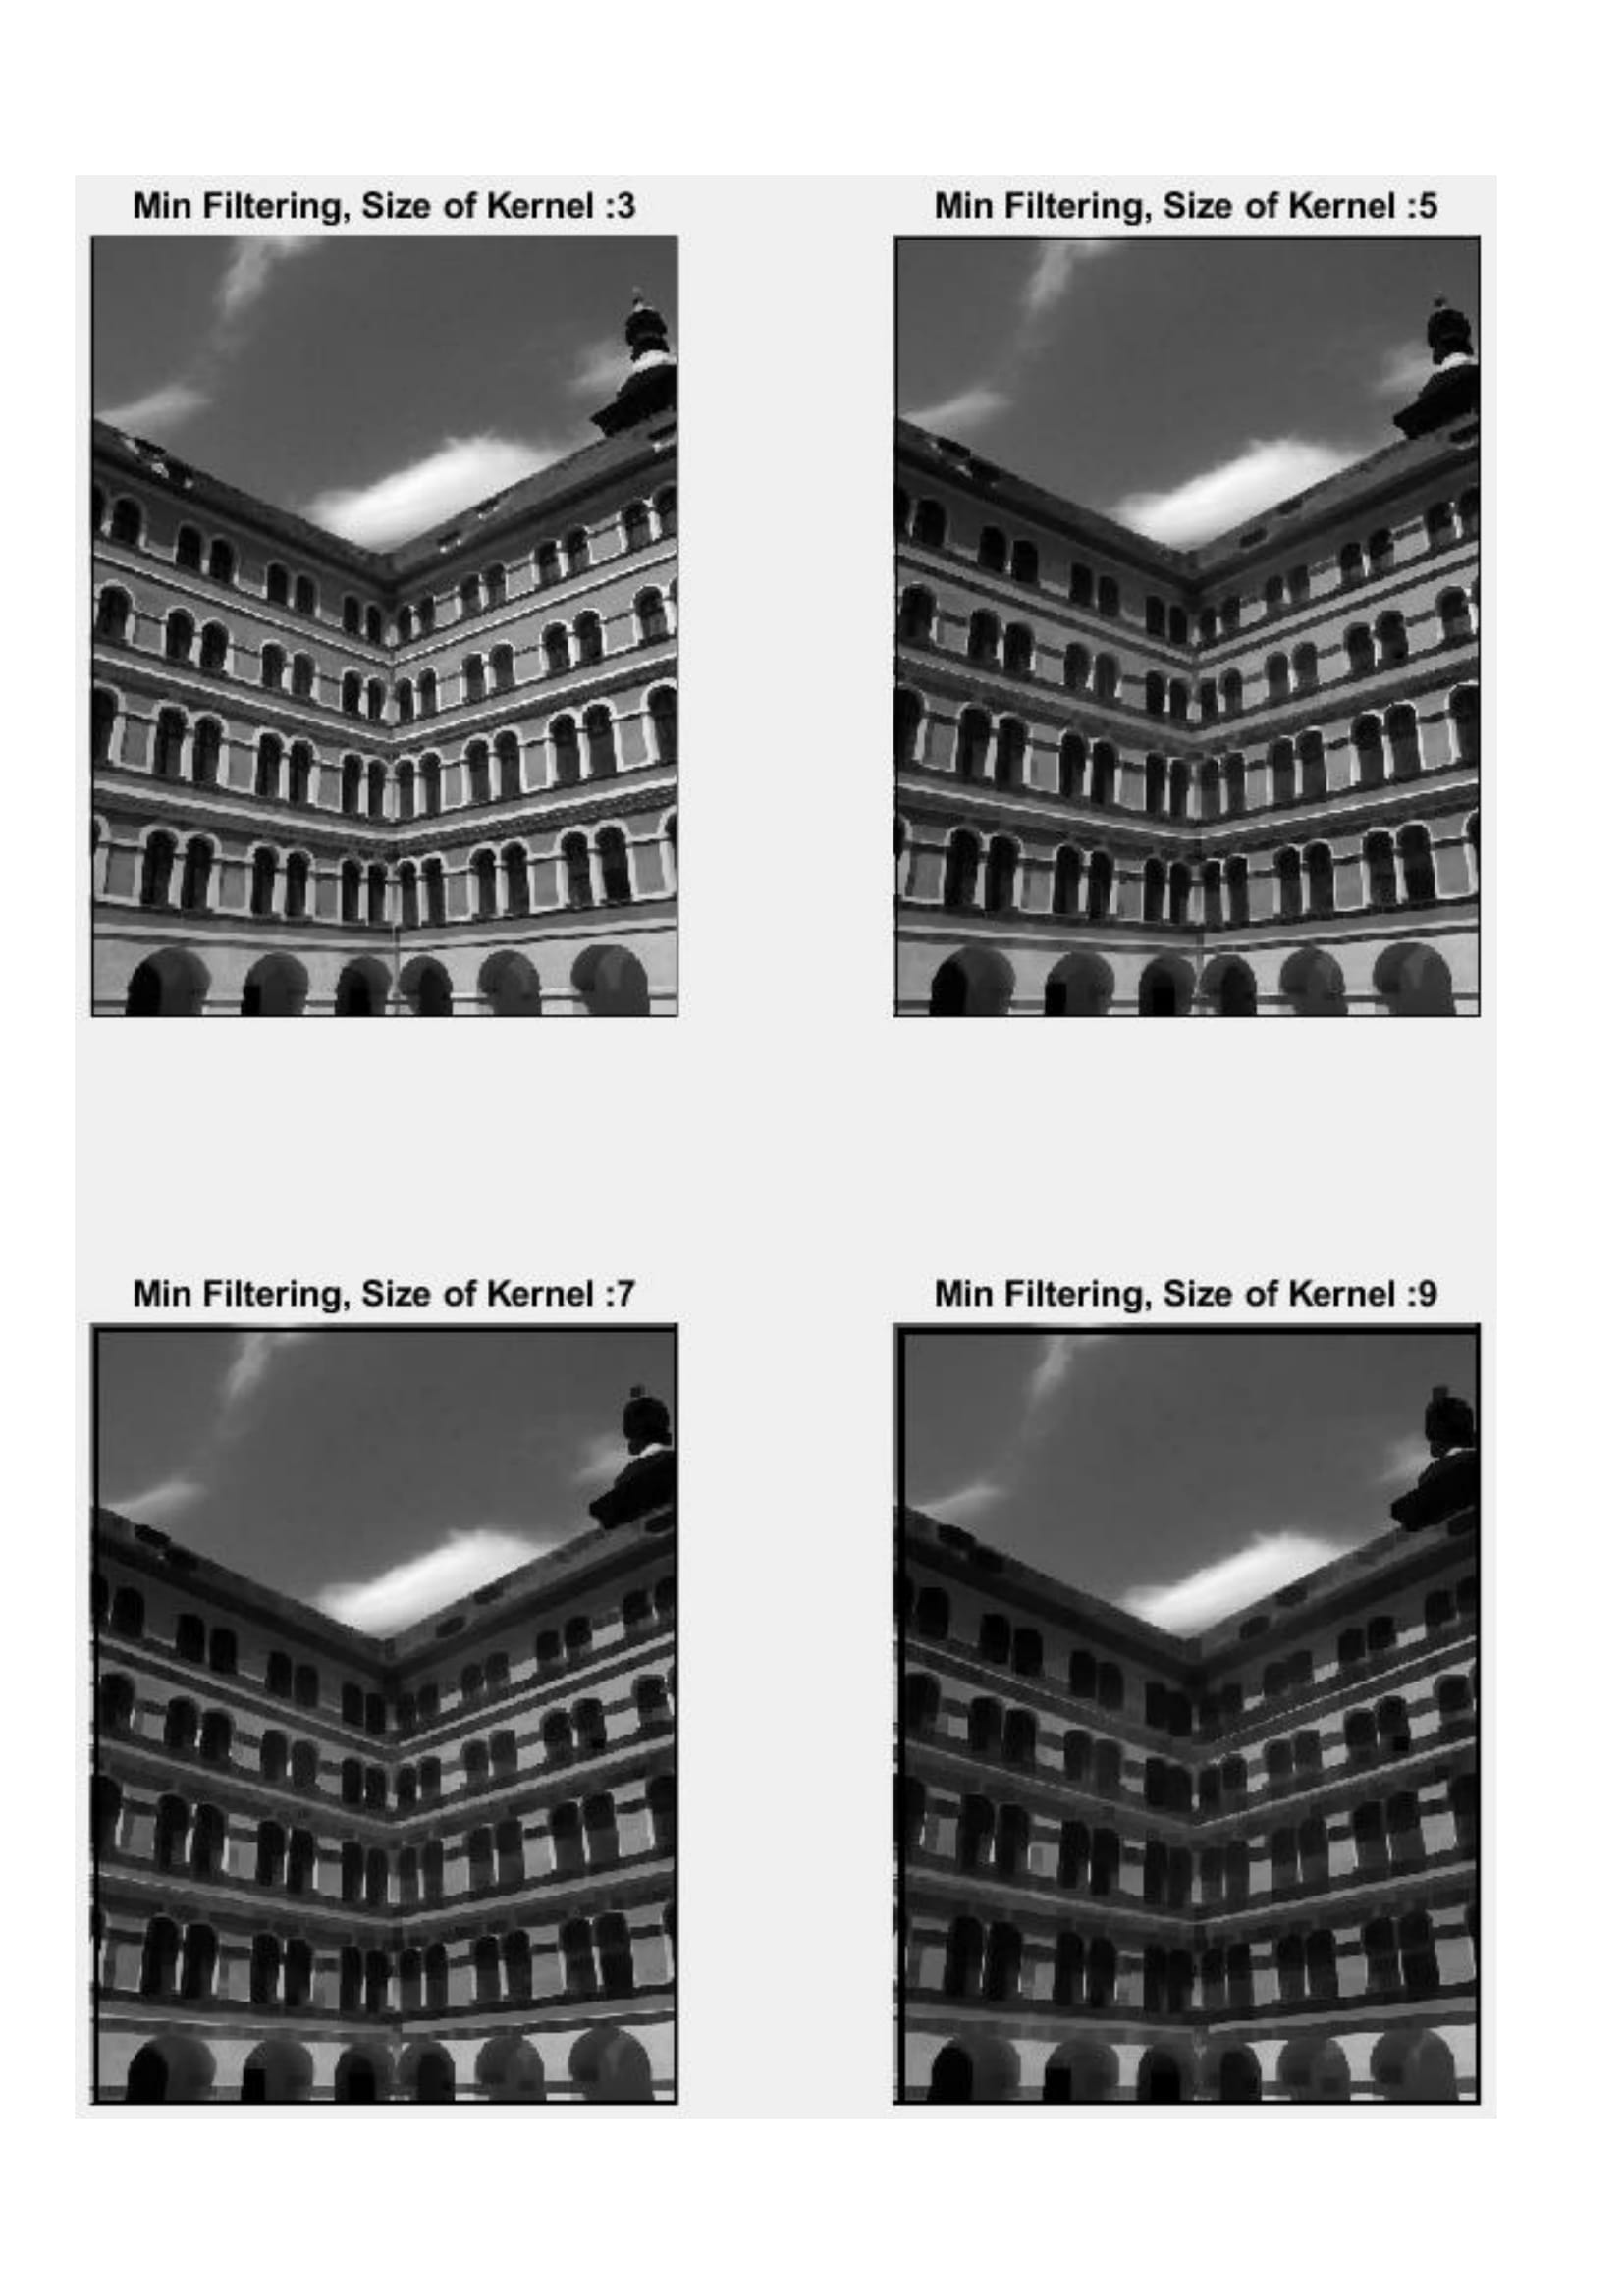 Min Filtering, Size of Kernel :3
Min Filtering, Size of Kernel :5
Min Filtering, Size of Kernel :7
Min Filtering, Size of Kernel :9